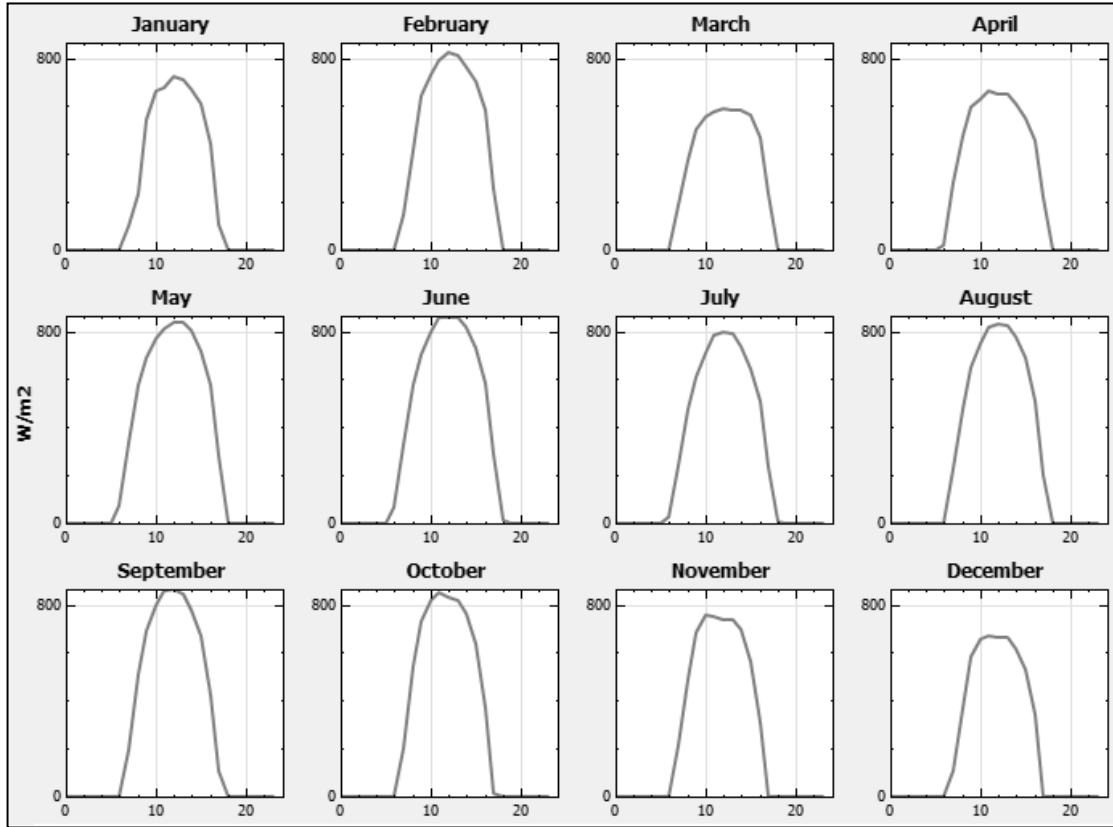 January February March April
800 800 800 800
0 0 0 0
0 10 20 0 10 20 0 10 20 0 10 20
May June July August
800 800 800 800
W/m2
0 0 0 0
0 10 20 0 10 20 0 10 20 0 10 20
September October November December
800 800 800 800
0 0 0 0
0 10 20 0 10 20 0 10 20 0 10 20